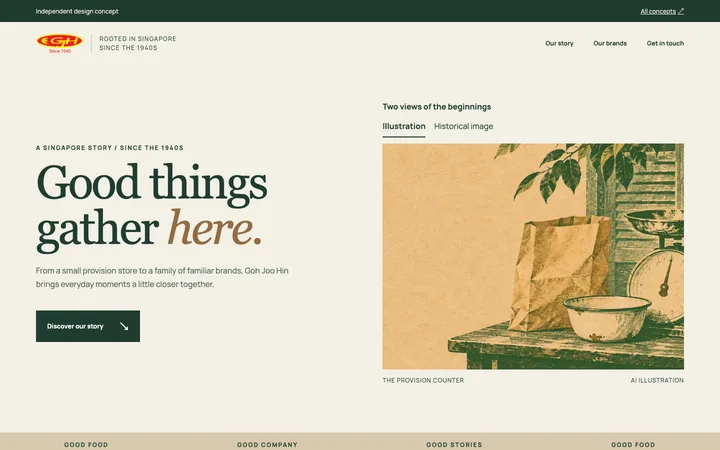 Independent design concept
All concepts ↗
GJH
Since 1940
ROOTED IN SINGAPORE
SINCE THE 1940S
Our story
Our brands
Get in touch
A SINGAPORE STORY / SINCE THE 1940S
Good things
gather here.
From a small provision store to a family of familiar brands, Goh Joo Hin
brings everyday moments a little closer together.
Discover our story ↘
Two views of the beginnings
Illustration
Historical image
THE PROVISION COUNTER
AI ILLUSTRATION
GOOD FOOD
GOOD COMPANY
GOOD STORIES
GOOD FOOD